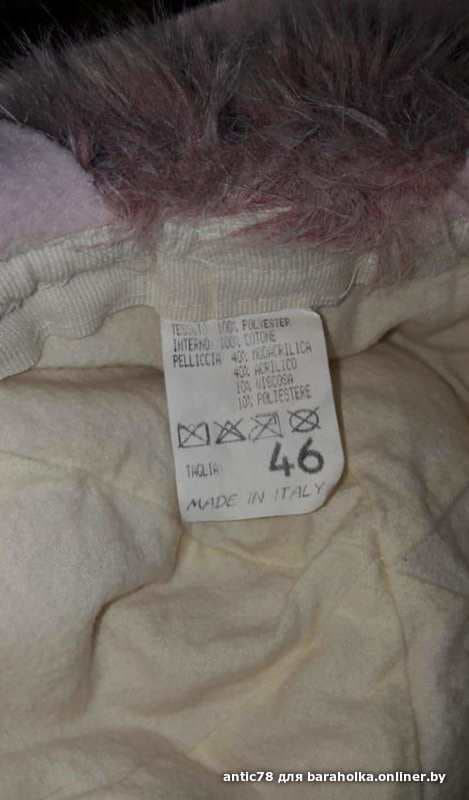 TESSUTO 100% POLYESTER
INTERNO 100% COTONE
PELLICCIA 40% MODACRILICA
40% ACRILICO
10% VISCOSA
10% POLIESTERE
TAGLIA 46
MADE IN ITALY
antic78 для baraholka.onliner.by